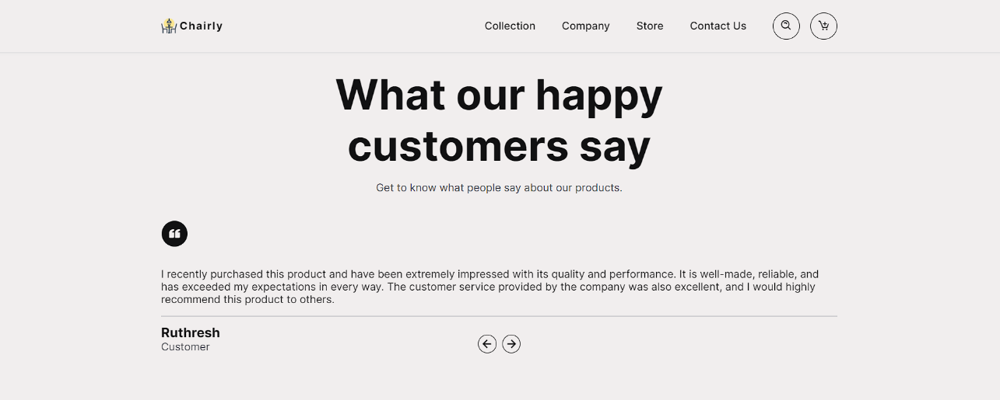 Chairly
Collection Company Store Contact Us
What our happy
customers say
Get to know what people say about our products.
I recently purchased this product and have been extremely impressed with its quality and performance. It is well-made, reliable, and
has exceeded my expectations in every way. The customer service provided by the company was also excellent, and I would highly
recommend this product to others.
Ruthresh
Customer